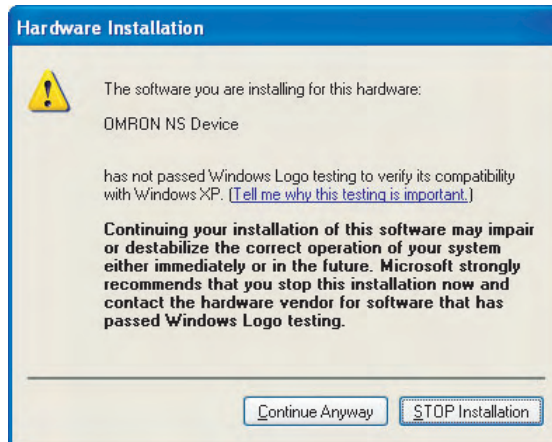 Hardware Installation
The software you are installing for this hardware:
OMRON NS Device
has not passed Windows Logo testing to verify its compatibility
with Windows XP. (Tell me why this testing is important.)
Continuing your installation of this software may impair
or destabilize the correct operation of your system
either immediately or in the future. Microsoft strongly
recommends that you stop this installation now and
contact the hardware vendor for software that has
passed Windows Logo testing.
Continue Anyway
STOP Installation